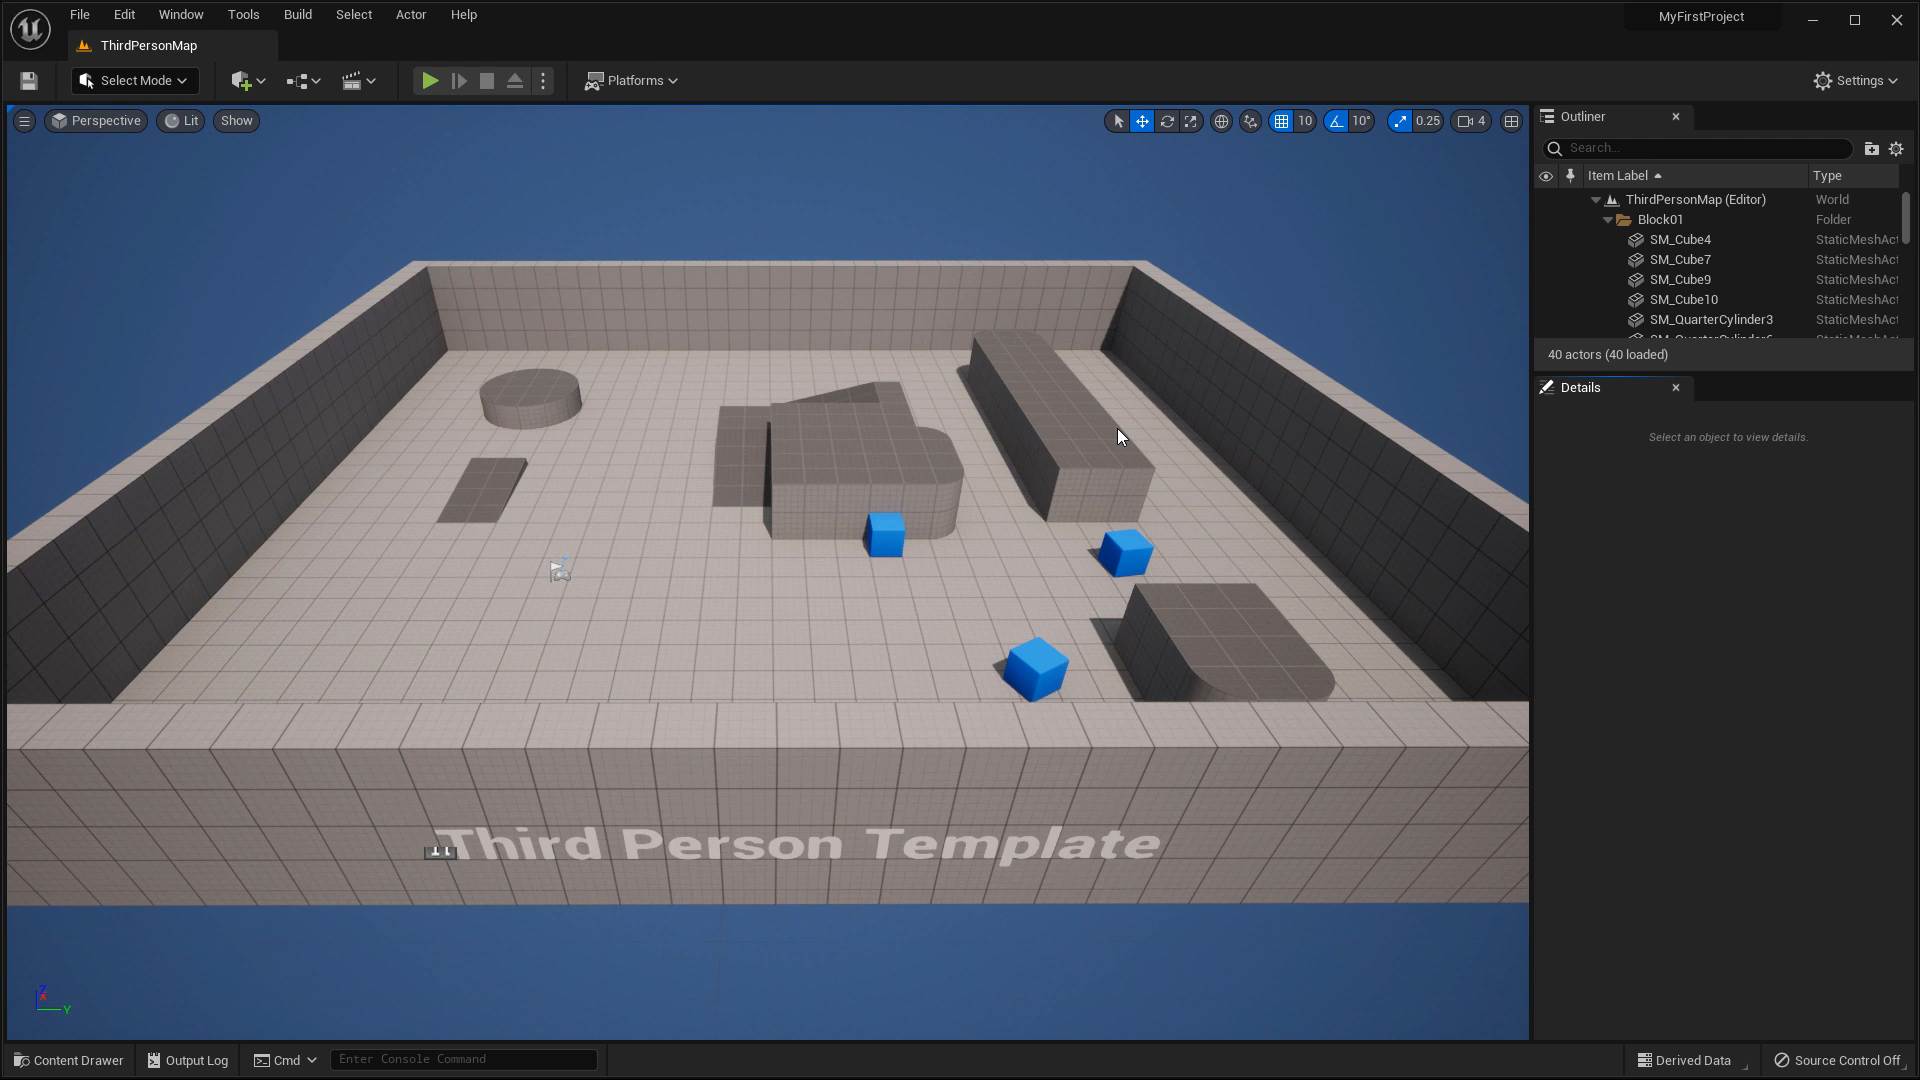 File Edit Window Tools Build Select Actor Help
MyFirstProject
ThirdPersonMap
Select Mode
Platforms
Settings
Perspective Lit Show
10 10° 0.25 4
Outliner
Search...
Item Label Type
ThirdPersonMap (Editor) World
Block01 Folder
SM_Cube4 StaticMeshAct
SM_Cube7 StaticMeshAct
SM_Cube9 StaticMeshAct
SM_Cube10 StaticMeshAct
SM_QuarterCylinder3 StaticMeshAct
40 actors (40 loaded)
Details
Select an object to view details.
Third Person Template
Z
X
Y
Content Drawer Output Log Cmd Enter Console Command Derived Data Source Control Off